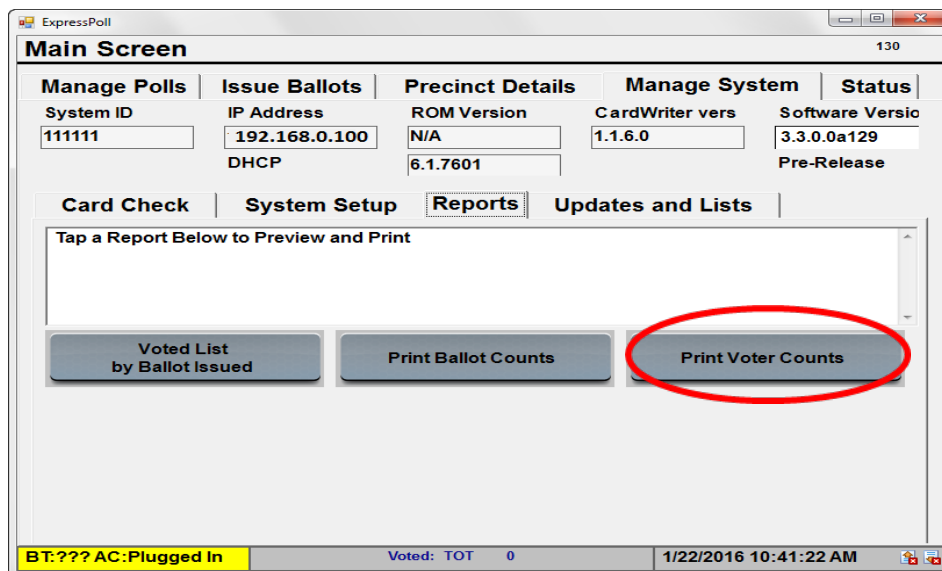 ExpressPoll
Main Screen 130
Manage Polls Issue Ballots Precinct Details Manage System Status
System ID IP Address ROM Version CardWriter vers Software Versio
111111 192.168.0.100 N/A 1.1.6.0 3.3.0.0a129
DHCP 6.1.7601 Pre-Release
Card Check System Setup Reports Updates and Lists
Tap a Report Below to Preview and Print
Voted List
by Ballot Issued
Print Ballot Counts Print Voter Counts
BT:??? AC:Plugged In Voted: TOT 0 1/22/2016 10:41:22 AM